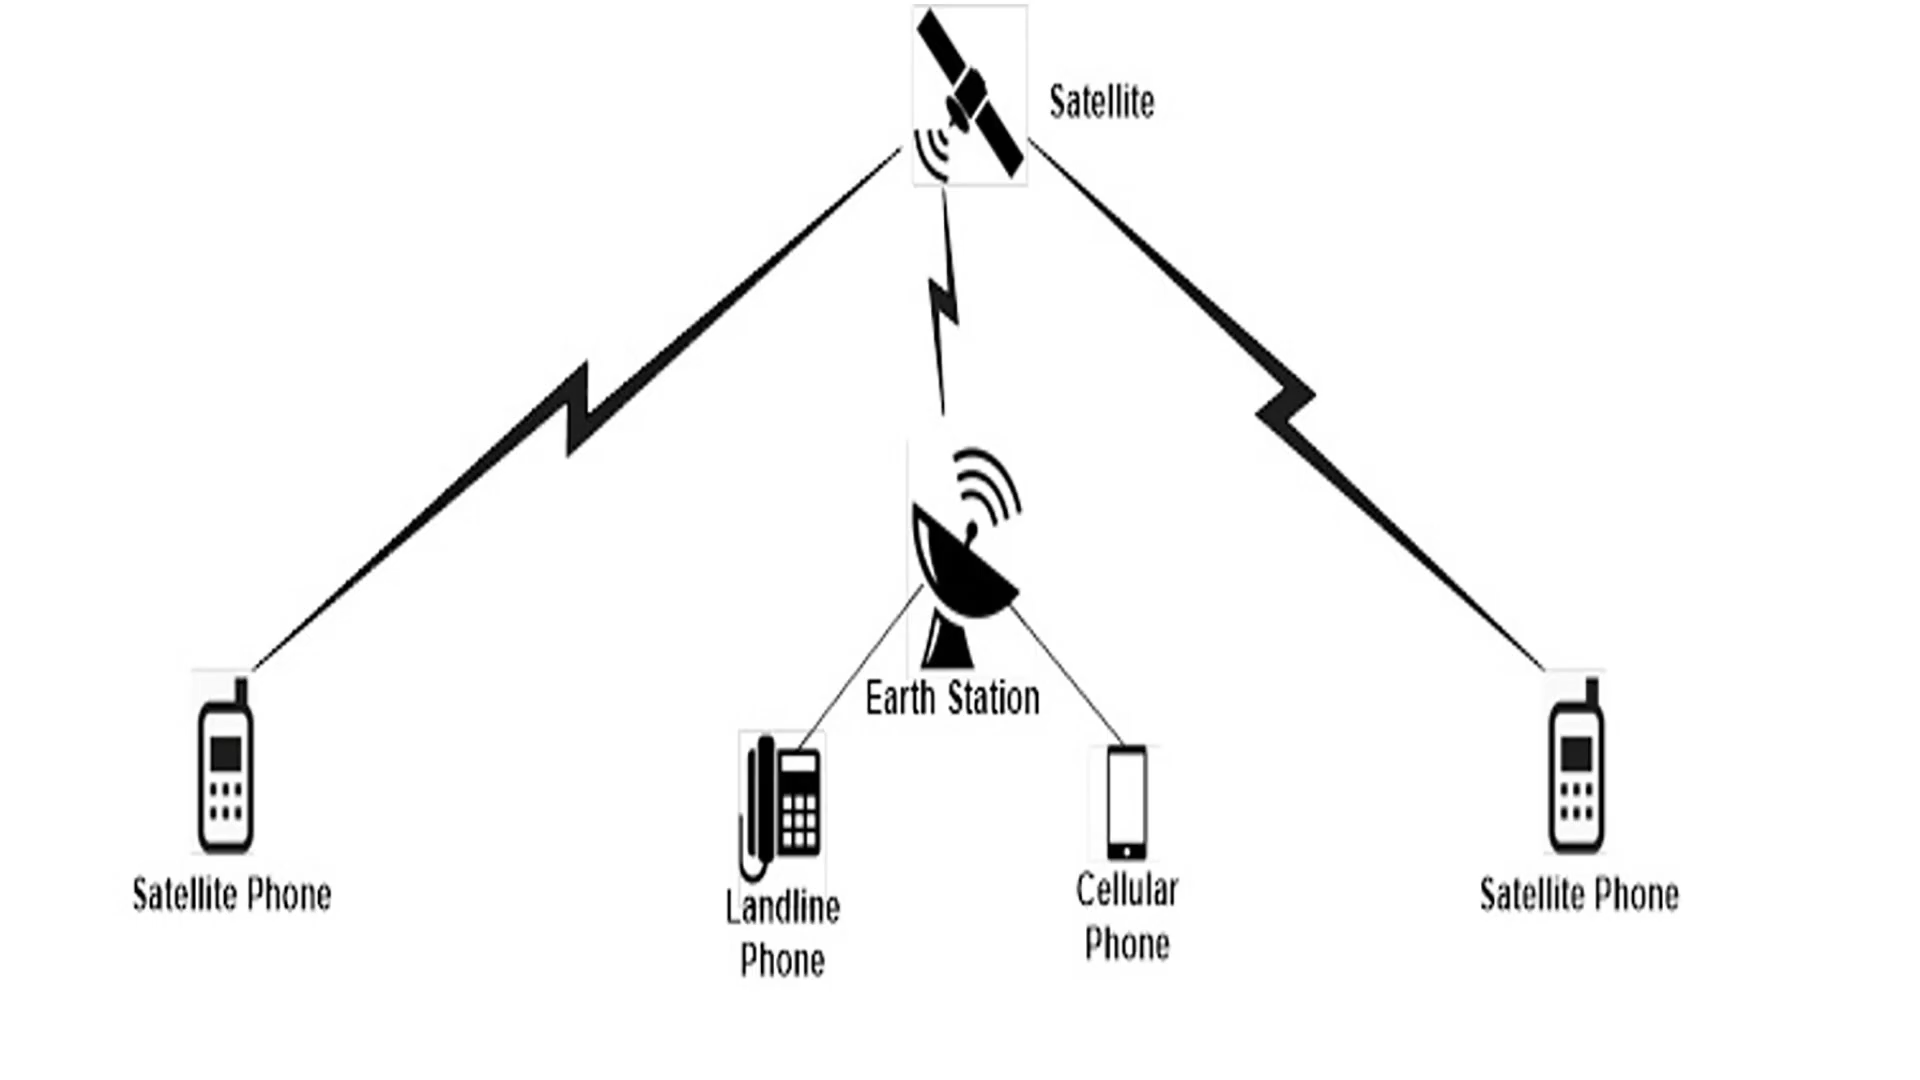 Satellite
Earth Station
Satellite Phone
Landline
Phone
Cellular
Phone
Satellite Phone